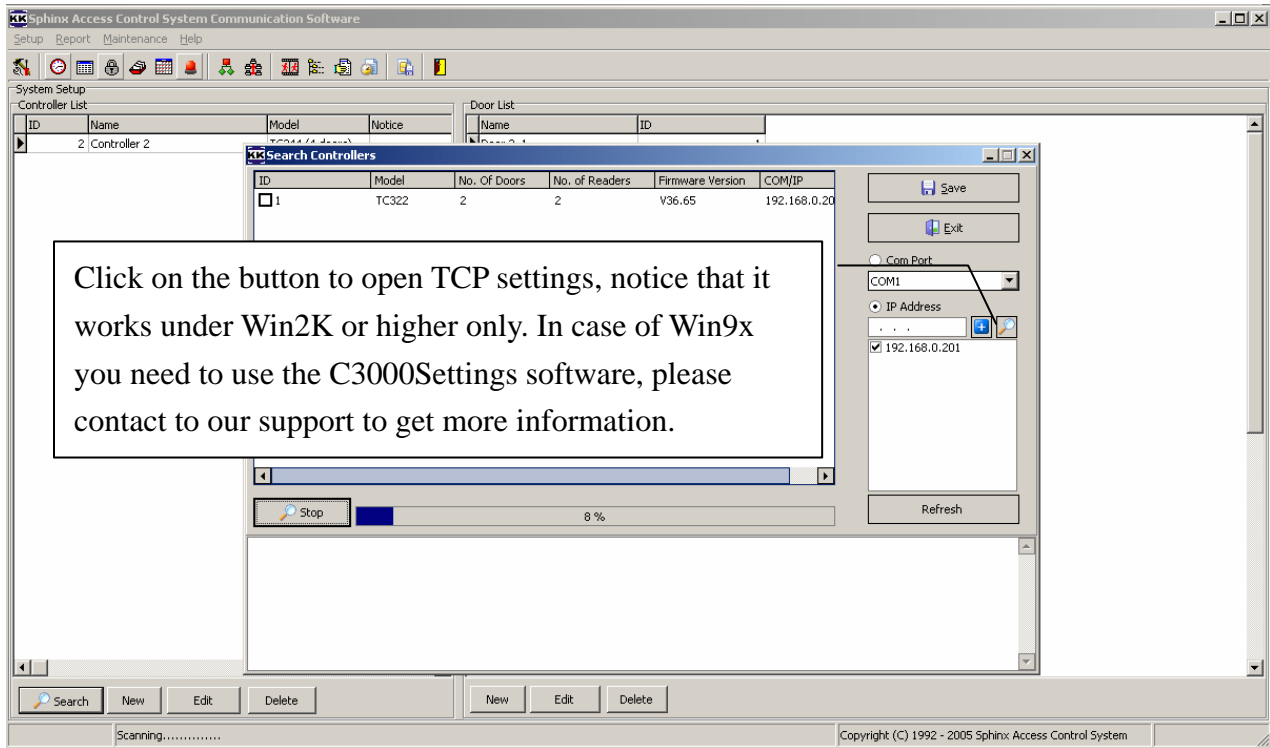 KK Sphinx Access Control System Communication Software
Setup Report Maintenance Help
System Setup
Controller List
ID Name Model Notice
2 Controller 2
Door List
Name ID
KK Search Controllers
ID Model No. Of Doors No. of Readers Firmware Version COM/IP
1 TC322 2 2 V36.65 192.168.0.20
Save
Exit
Com Port
COM1
IP Address
. . .
192.168.0.201
Refresh
Click on the button to open TCP settings, notice that it
works under Win2K or higher only. In case of Win9x
you need to use the C3000Settings software, please
contact to our support to get more information.
Stop
8 %
Search New Edit Delete
New Edit Delete
Scanning..............
Copyright (C) 1992 - 2005 Sphinx Access Control System